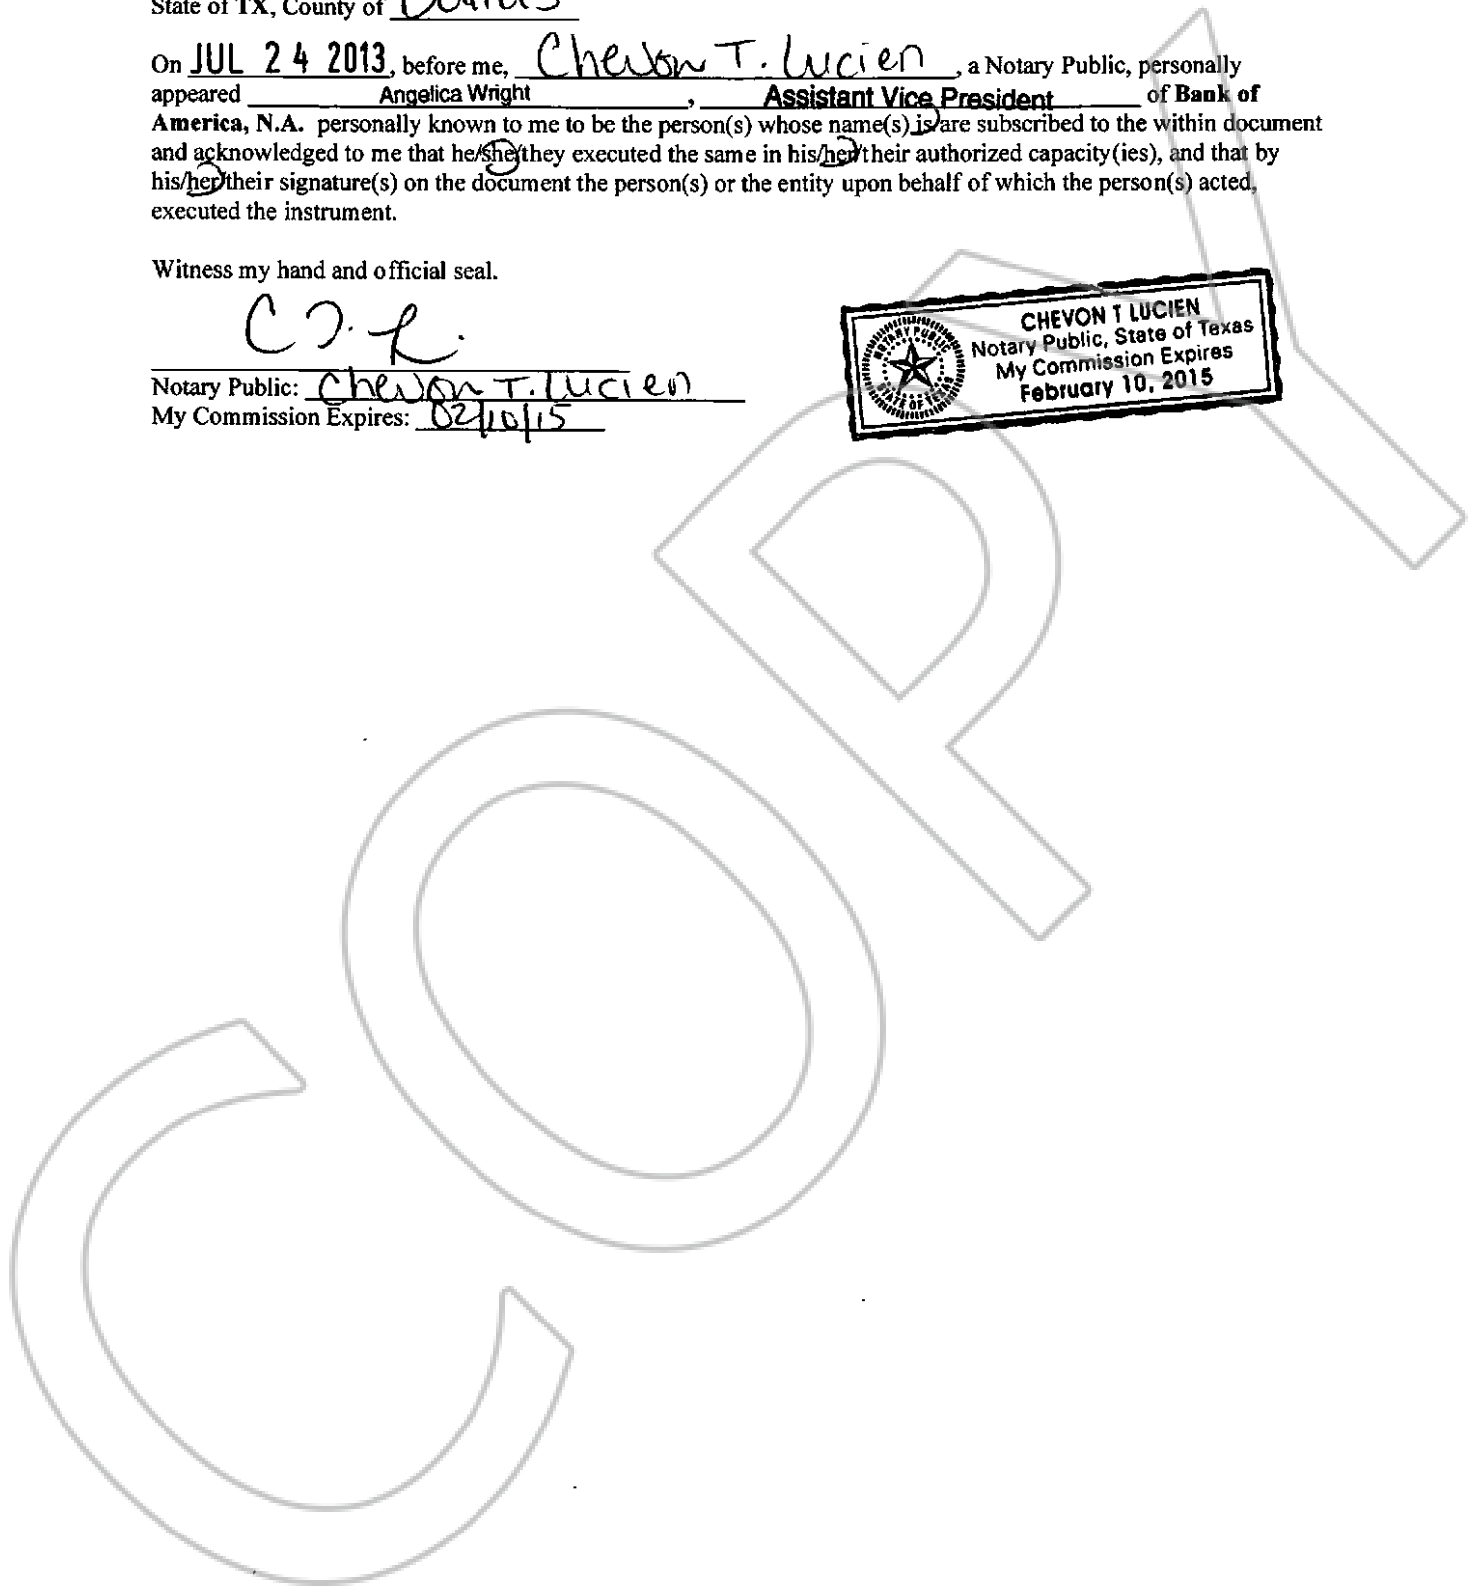 State of TX, County of Dallas
On JUL 24 2013, before me, Chevon T. Lucien, a Notary Public, personally
appeared Angelica Wright, Assistant Vice President of Bank of
America, N.A. personally known to me to be the person(s) whose name(s) is/are subscribed to the within document
and acknowledged to me that he/she/they executed the same in his/her/their authorized capacity(ies), and that by
his/her/their signature(s) on the document the person(s) or the entity upon behalf of which the person(s) acted,
executed the instrument.
Witness my hand and official seal.
C T. L.
Notary Public: Chevon T. Lucien
My Commission Expires: 02/10/15
NOTARY PUBLIC
STATE OF TEXAS
CHEVON T LUCIEN
Notary Public, State of Texas
My Commission Expires
February 10, 2015
COPY